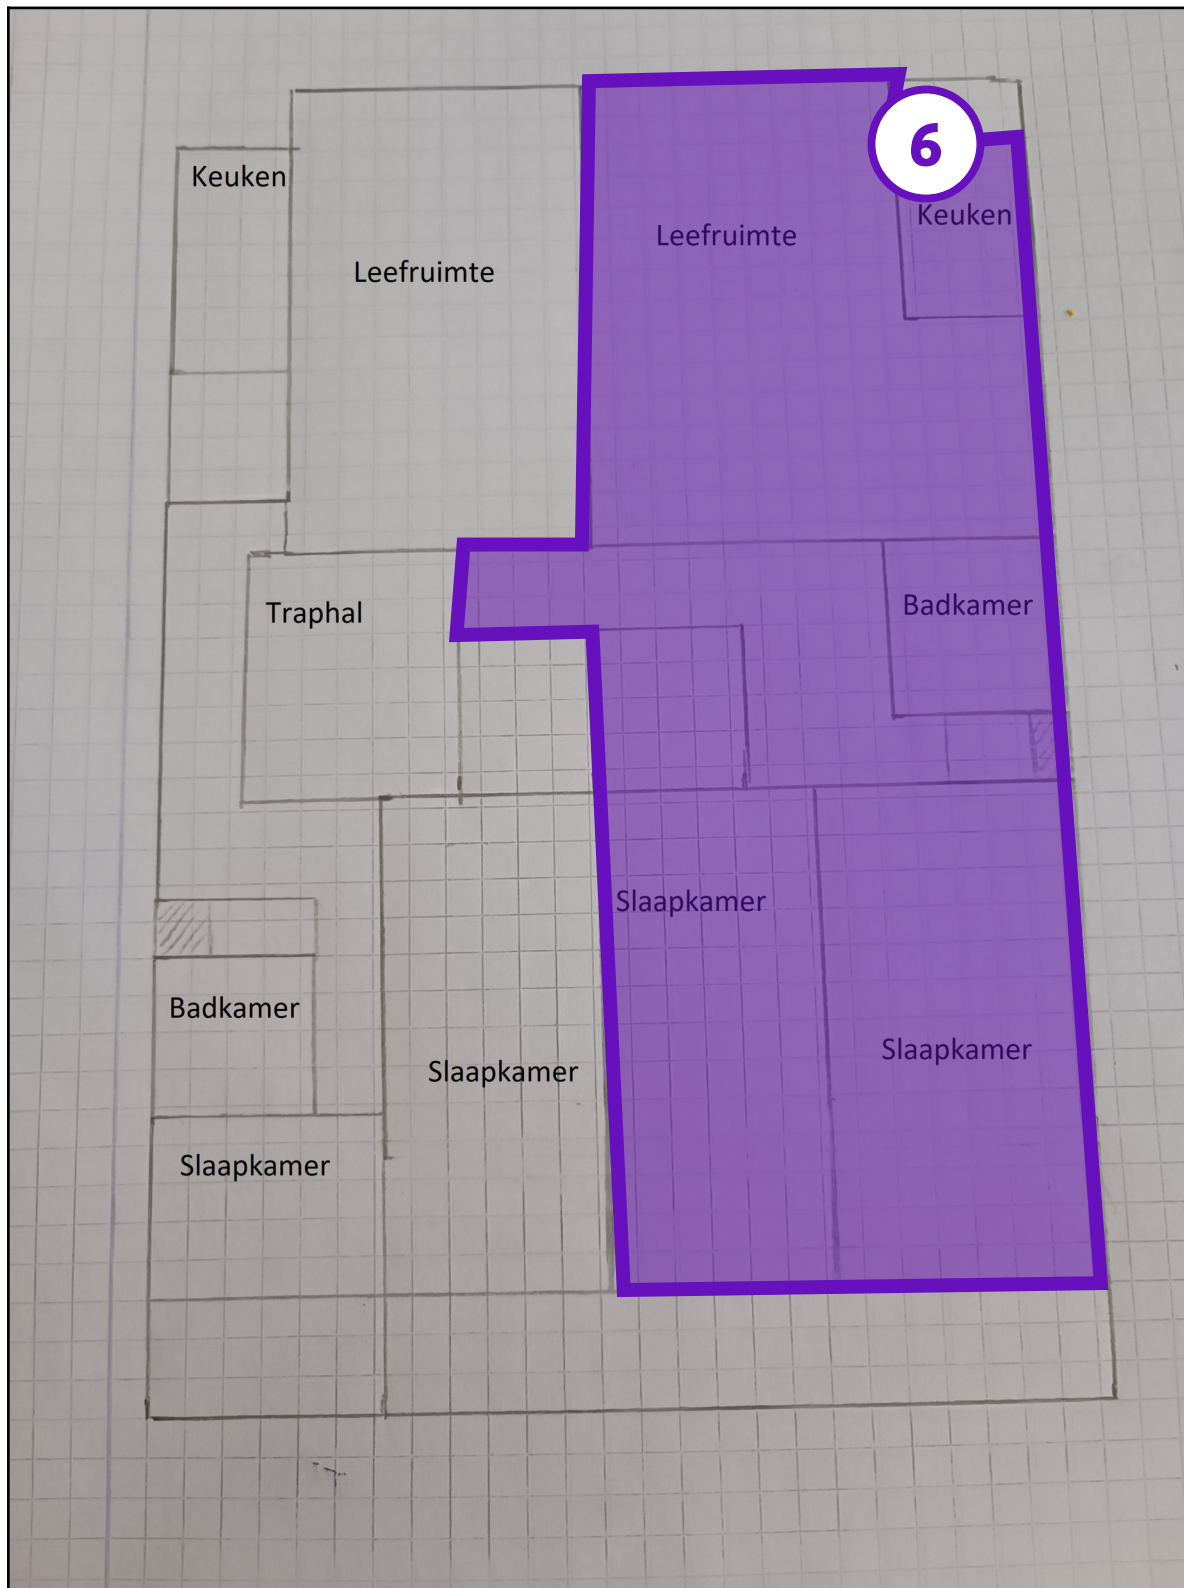 6
Keuken
Keuken
Leefruimte
Leefruimte
Badkamer
Traphal
Slaapkamer
Badkamer
Slaapkamer
Slaapkamer
Slaapkamer